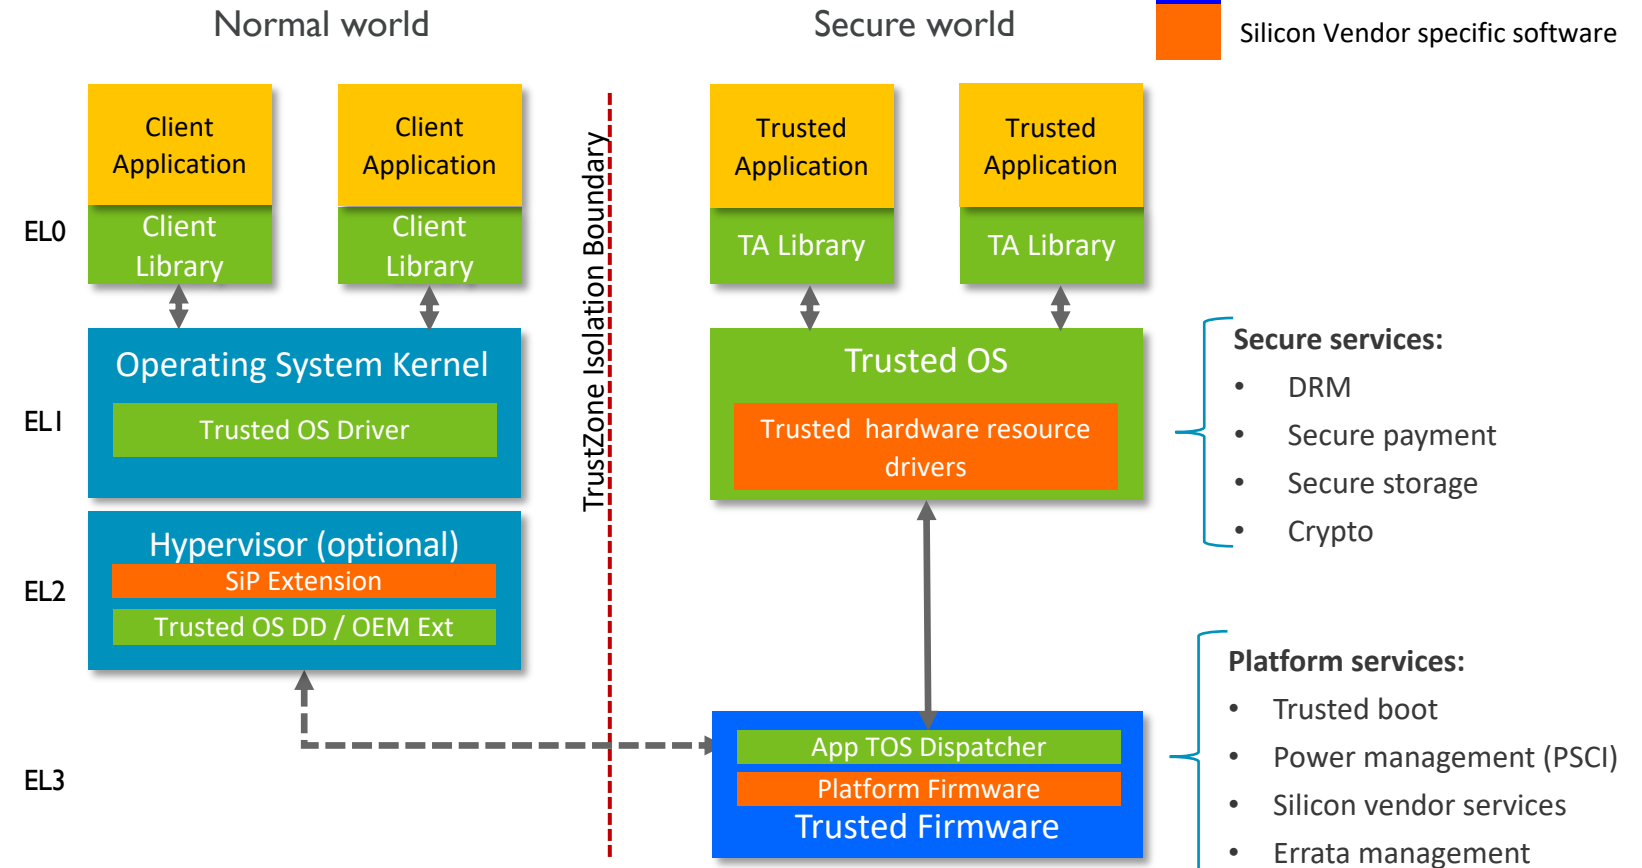 Normal world
Secure world
Silicon Vendor specific software
Client
Application
Client
Application
Trusted
Application
Trusted
Application
EL0
Client
Library
Client
Library
TA Library
TA Library
TrustZone Isolation Boundary
EL1
Operating System Kernel
Trusted OS Driver
Trusted OS
Trusted hardware resource
drivers
Secure services:
• DRM
• Secure payment
• Secure storage
• Crypto
EL2
Hypervisor (optional)
SiP Extension
Trusted OS DD / OEM Ext
EL3
App TOS Dispatcher
Platform Firmware
Trusted Firmware
Platform services:
• Trusted boot
• Power management (PSCI)
• Silicon vendor services
• Errata management